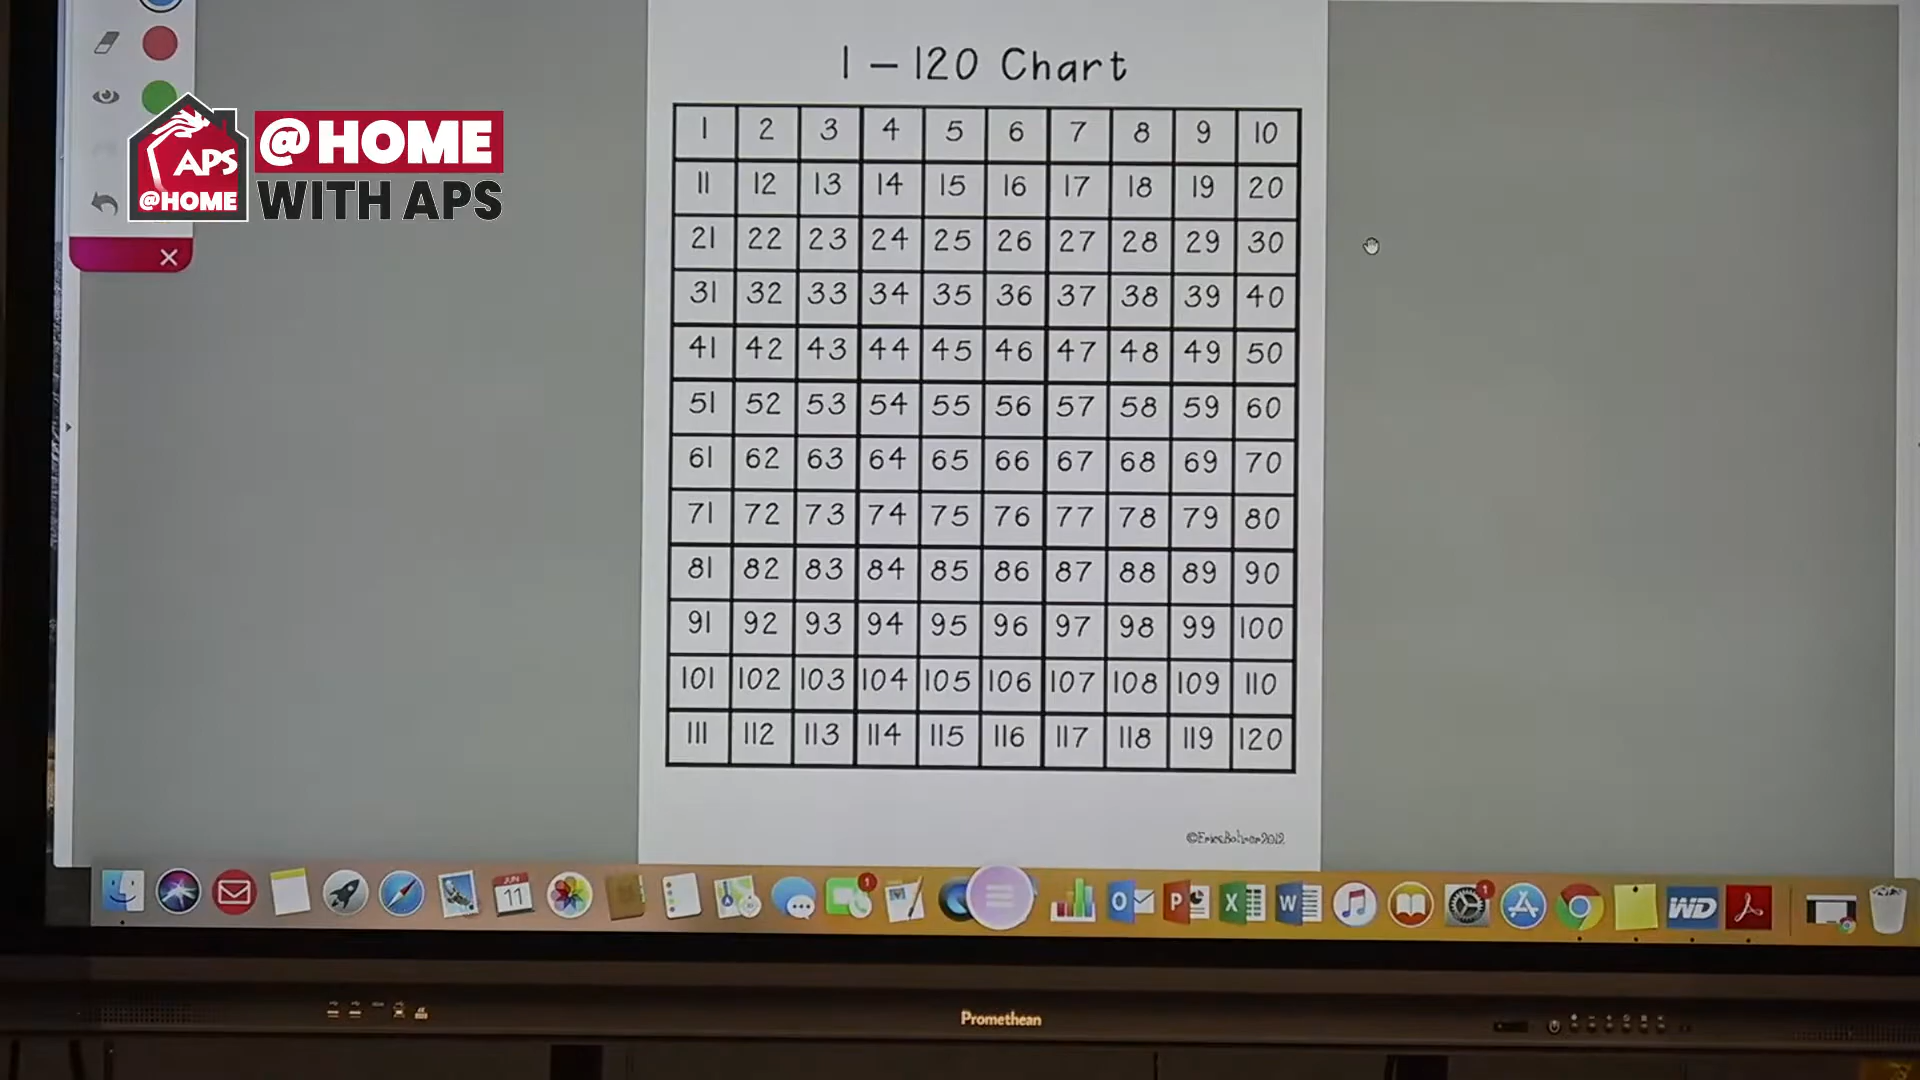 1 – 120 Chart
1 2 3 4 5 6 7 8 9 10
@HOME
APS
@HOME
WITH APS
11 12 13 14 15 16 17 18 19 20
21 22 23 24 25 26 27 28 29 30
31 32 33 34 35 36 37 38 39 40
41 42 43 44 45 46 47 48 49 50
51 52 53 54 55 56 57 58 59 60
61 62 63 64 65 66 67 68 69 70
71 72 73 74 75 76 77 78 79 80
81 82 83 84 85 86 87 88 89 90
91 92 93 94 95 96 97 98 99 100
101 102 103 104 105 106 107 108 109 110
111 112 113 114 115 116 117 118 119 120
©EricaBohrer2012
JUN
11
1
1
WD
Promethean